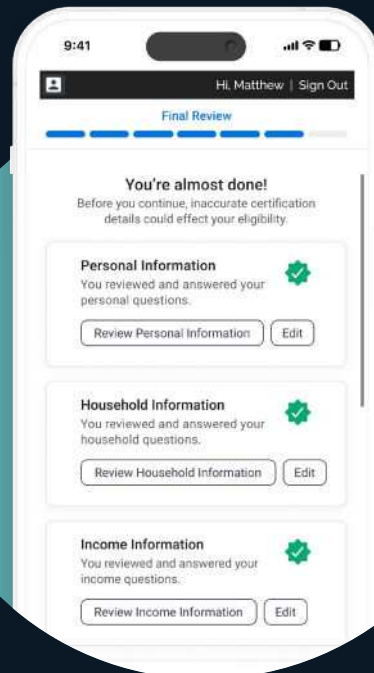 9:41
Hi, Matthew | Sign Out
Final Review
You're almost done!
Before you continue, inaccurate certification
details could effect your eligibility.
Personal Information
You reviewed and answered your
personal questions.
Review Personal Information
Edit
Household Information
You reviewed and answered your
household questions.
Review Household Information
Edit
Income Information
You reviewed and answered your
income questions.
Review Income Information
Edit